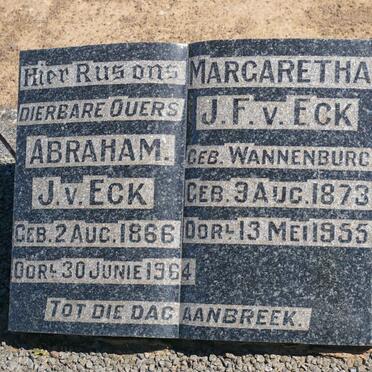 Hier Rus ons
DIERBARE OUERS
ABRAHAM.
J. v. ECK
GEB. 2 AUG. 1866
OORL. 30 JUNIE 1964
MARGARETHA
J. F. v. ECK
GEB. WANNENBURG
GEB. 9 AUG. 1873
OORL. 13 MEI 1955
TOT DIE DAG AANBREEK.